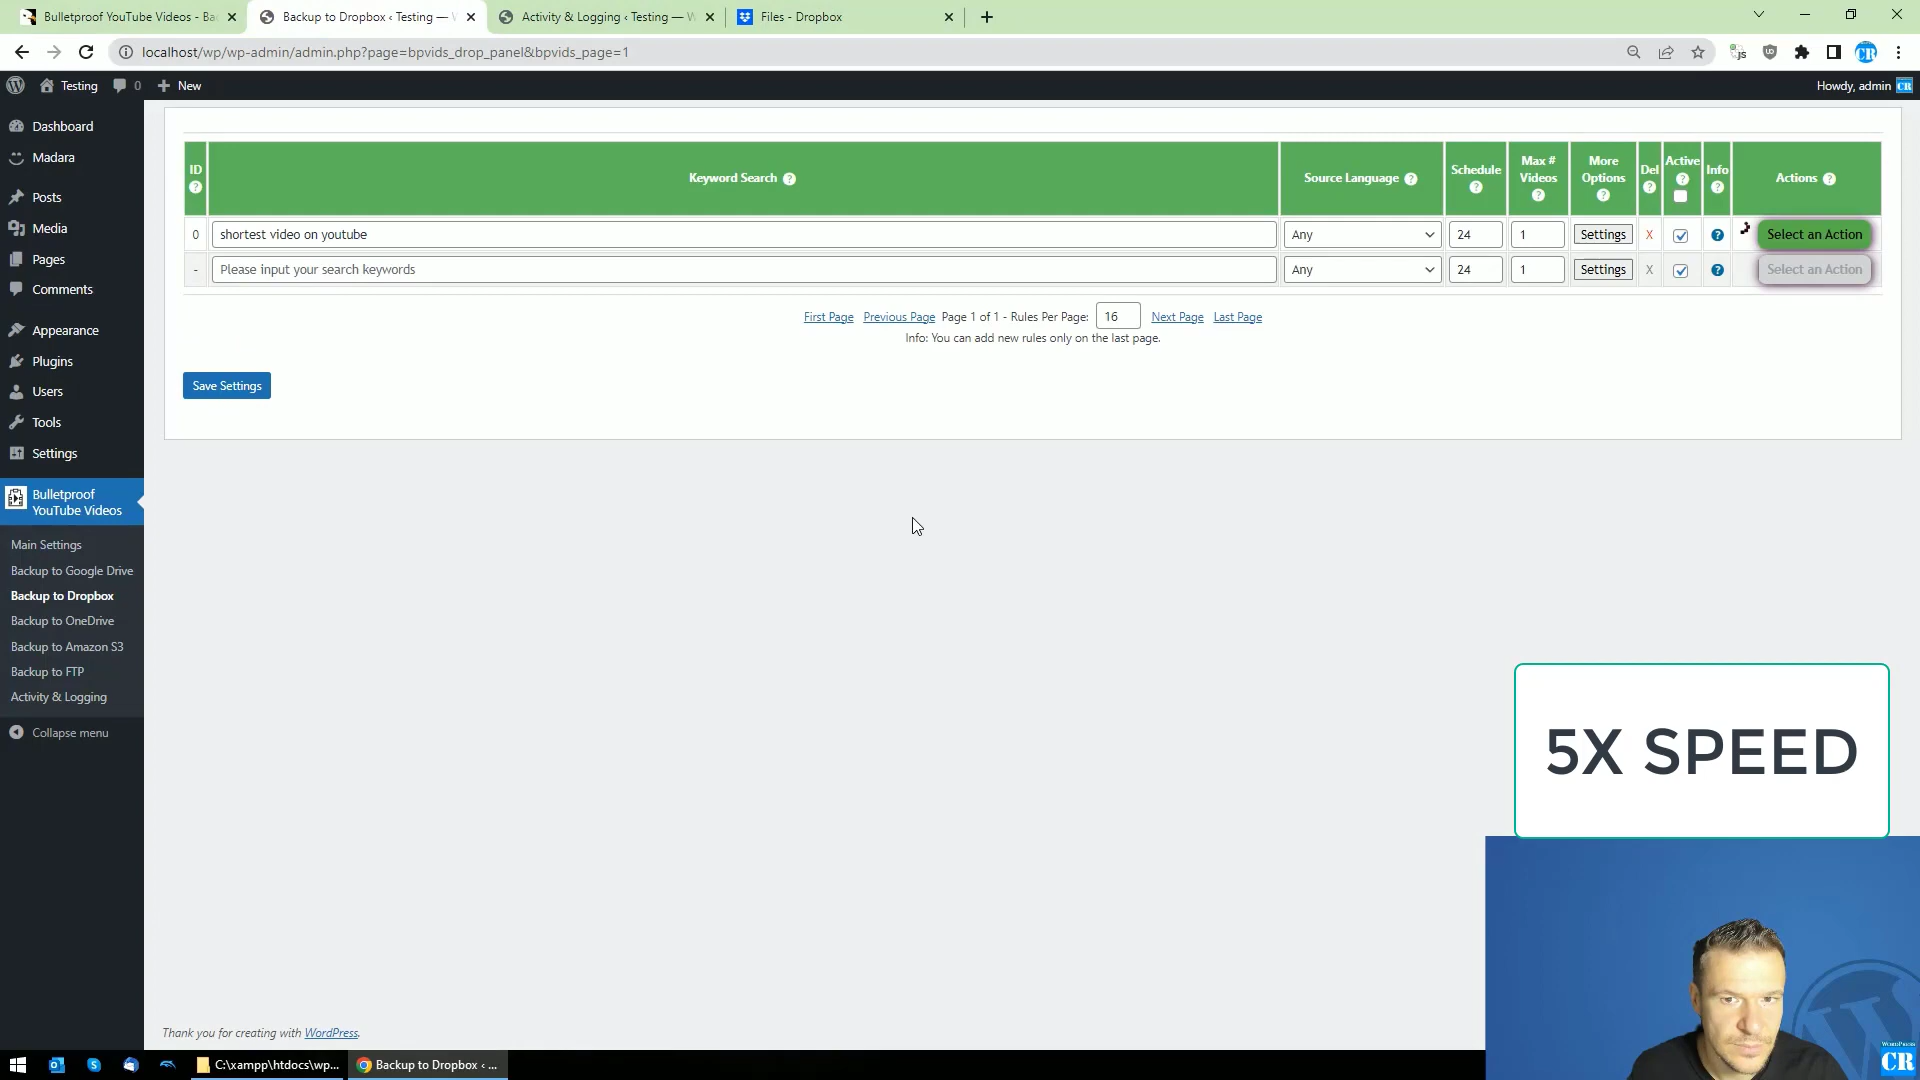 Bulletproof YouTube Videos - Ba
Backup to Dropbox ‹ Testing —
Activity & Logging ‹ Testing — W
Files - Dropbox
localhost/wp/wp-admin/admin.php?page=bpvids_drop_panel&bpvids_page=1
Testing
0
New
Howdy, admin
Dashboard
Madara
Posts
Media
Pages
Comments
Appearance
Plugins
Users
Tools
Settings
Bulletproof
YouTube Videos
Main Settings
Backup to Google Drive
Backup to Dropbox
Backup to OneDrive
Backup to Amazon S3
Backup to FTP
Activity & Logging
Collapse menu
ID ?
Keyword Search ?
Source Language ?
Schedule ?
Max # Videos ?
More Options ?
Del ?
Active ?
Info ?
Actions ?
0 shortest video on youtube Any 24 1 Settings X ? Select an Action
- Please input your search keywords Any 24 1 Settings X ? Select an Action
First Page Previous Page Page 1 of 1 - Rules Per Page: 16 Next Page Last Page
Info: You can add new rules only on the last page.
Save Settings
5X SPEED
Thank you for creating with WordPress.
C:\xampp\htdocs\wp...
Backup to Dropbox ‹ ...
WORDPRESS
CR